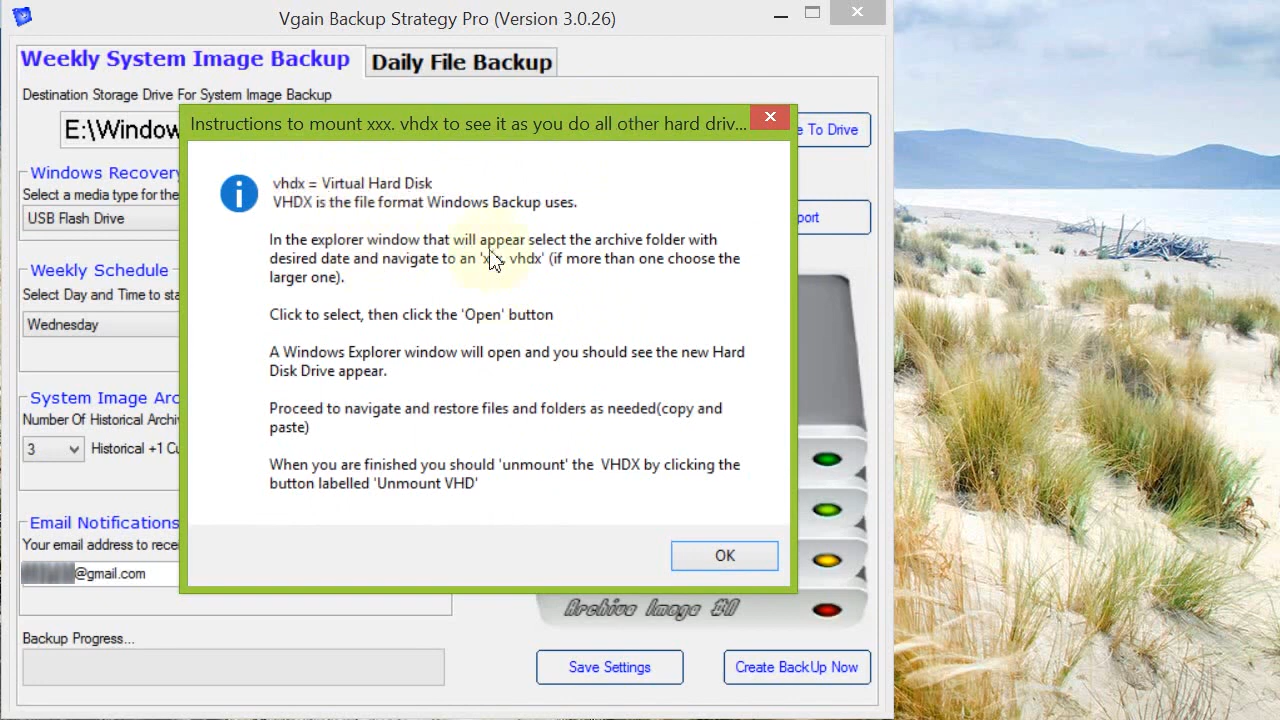 Vgain Backup Strategy Pro (Version 3.0.26)
Weekly System Image Backup
Daily File Backup
Destination Storage Drive For System Image Backup
E:\Window
e To Drive
Windows Recovery
Select a media type for the
USB Flash Drive
port
Weekly Schedule
Select Day and Time to sta
Wednesday
System Image Arc
Number Of Historical Archiv
3
Historical +1 Cu
Email Notifications
Your email address to rece
@gmail.com
Instructions to mount xxx. vhdx to see it as you do all other hard driv...
vhdx = Virtual Hard Disk
VHDX is the file format Windows Backup uses.
In the explorer window that will appear select the archive folder with
desired date and navigate to an 'xxx. vhdx' (if more than one choose the
larger one).
Click to select, then click the 'Open' button
A Windows Explorer window will open and you should see the new Hard
Disk Drive appear.
Proceed to navigate and restore files and folders as needed(copy and
paste)
When you are finished you should 'unmount' the  VHDX by clicking the
button labelled 'Unmount VHD'
OK
Archive Image 3D
Backup Progress...
Save Settings
Create BackUp Now